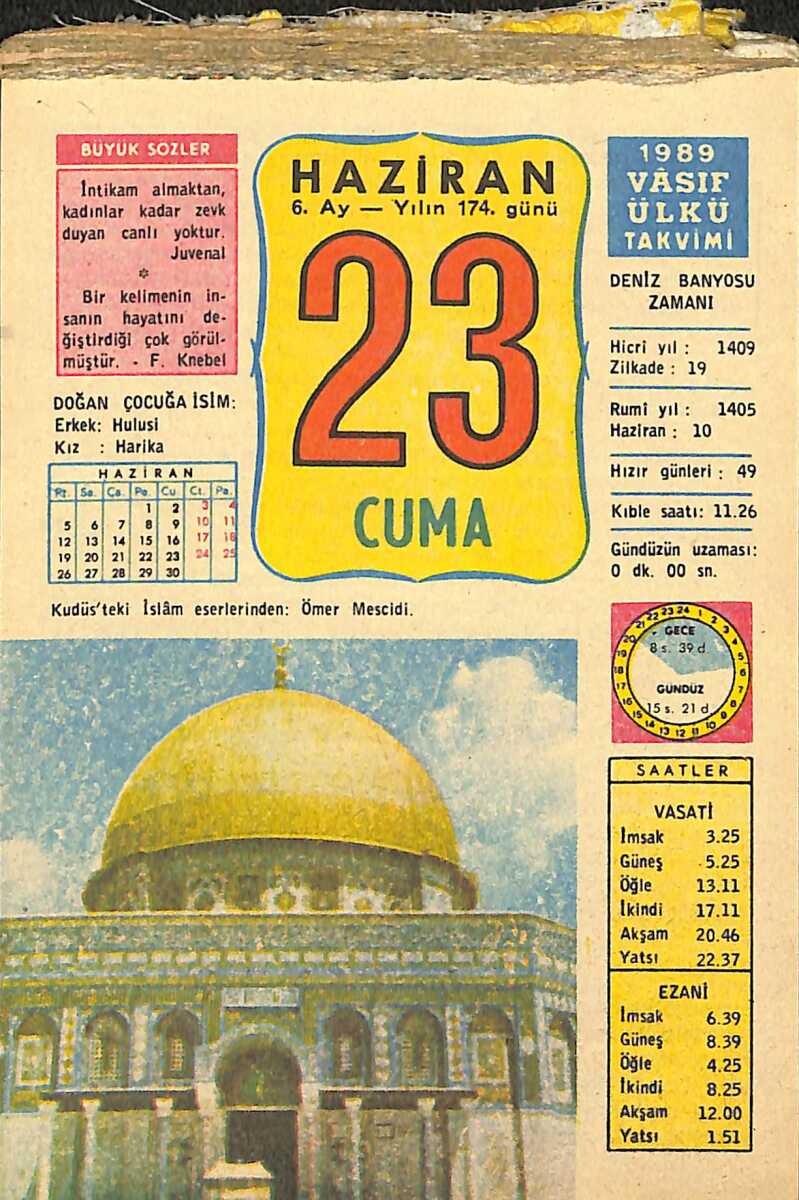 BÜYÜK SÖZLER
İntikam almaktan,
kadınlar kadar zevk
duyan canlı yoktur.
Juvenal
Bir kelimenin in-
sanın hayatını de-
ğiştirdiği çok görül-
müştür. - F. Knebel
DOĞAN ÇOCUĞA İSİM:
Erkek: Hulusi
Kız : Harika
HAZİRAN
Pt. Sa. Ça. Pe. Cu Ct. Pa.
1 2 3 4
5 6 7 8 9 10 11
12 13 14 15 16 17 18
19 20 21 22 23 24 25
26 27 28 29 30
HAZİRAN
6. Ay — Yılın 174. günü
23
CUMA
1989
VÂSIF
ÜLKÜ
TAKVİMİ
DENİZ BANYOSU
ZAMANI
Hicrî yıl : 1409
Zilkade : 19
Rumî yıl : 1405
Haziran : 10
Hızır günleri : 49
Kıble saatı: 11.26
Gündüzün uzaması:
0 dk. 00 sn.
Kudüs'teki İslâm eserlerinden: Ömer Mescidi.
GECE
8 s. 39 d
GÜNDÜZ
15 s. 21 d
SAATLER
VASATİ
İmsak 3.25
Güneş 5.25
Öğle 13.11
İkindi 17.11
Akşam 20.46
Yatsı 22.37
EZANİ
İmsak 6.39
Güneş 8.39
Öğle 4.25
İkindi 8.25
Akşam 12.00
Yatsı 1.51